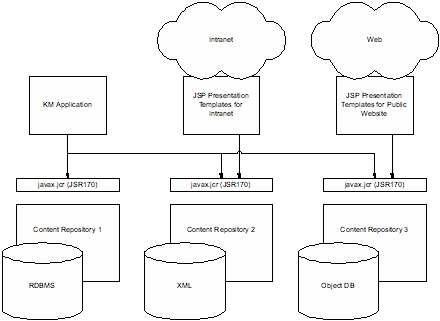 Intranet
Web
KM Application
JSP Presentation
Templates for
Intranet
JSP Presentation
Templates for Public
Website
javax.jcr (JSR170)
javax.jcr (JSR170)
javax.jcr (JSR170)
Content Repository 1
Content Repository 2
Content Repository 3
RDBMS
XML
Object DB